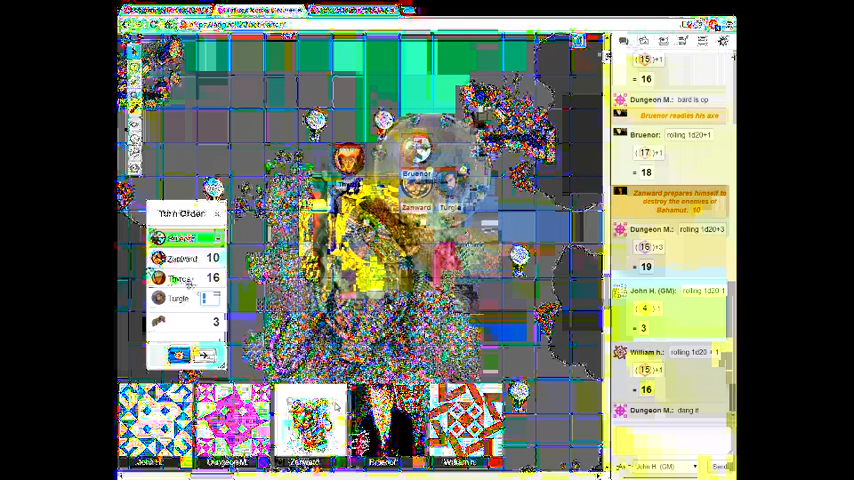 Turn Order
Zanward 10
16
Turgle
3
Bruenor
Zanward Turgle
Zanward
Bruenor
William h.
(15)+1
= 16
Dungeon M.: bard is op
Bruenor readies his axe
Bruenor: rolling 1d20+1
(17)+1
= 18
Zanward prepares himself to
destroy the enemies of
Bahamut. 10
Dungeon M.: rolling 1d20+3
(16)+3
= 19
John H. (GM): rolling 1d20-1
(4)-1
= 3
William h.: rolling 1d20+1
(15)+1
= 16
Dungeon M.: dang it
As: John H. (GM)
Send